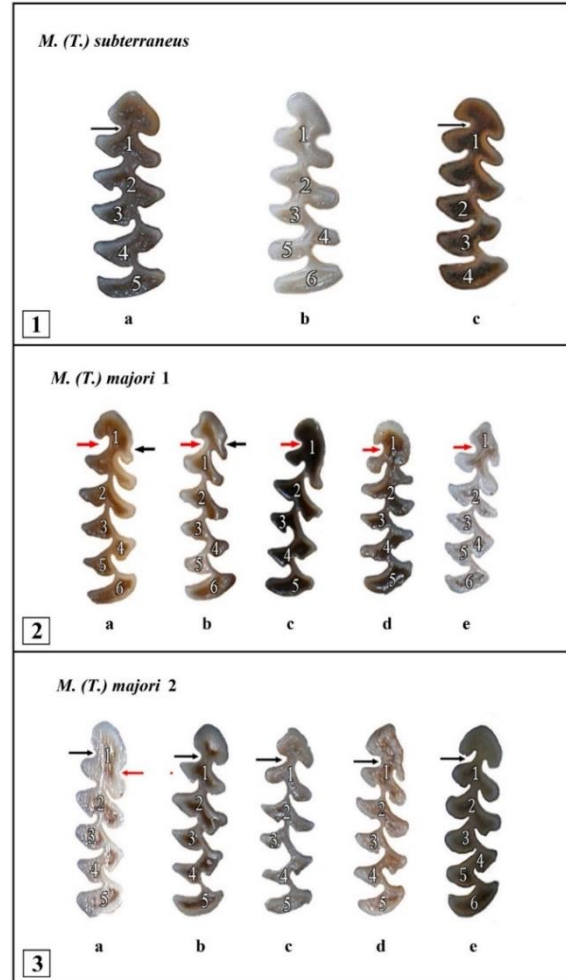 M. (T.) subterraneus
1 1 1
2 2
3 3 2
4 5 4 3
5 6 4
a b c
1
M. (T.) majori 1
1 1 1 1 1
2 2 2 2 2
3 3 3 3 3
5 4 5 4 4 4 5 4
6 6 5 5 6
a b c d e
2
M. (T.) majori 2
1 1 1 1 1
2 2 2 2 2
3 3 3 3 3
4 4 4 4 5 4
5 5 5 5 6
a b c d e
3